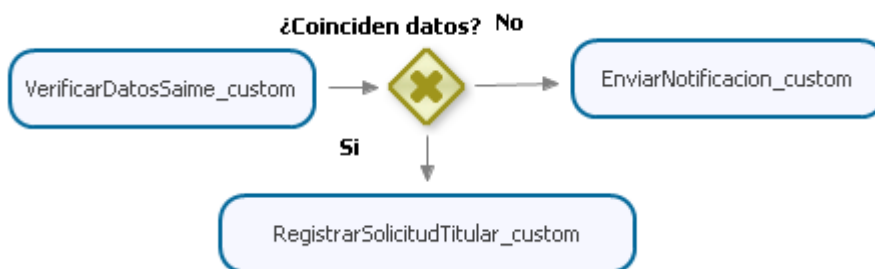 ¿Coinciden datos? No
VerificarDatosSaime_custom
EnviarNotificacion_custom
Si
RegistrarSolicitudTitular_custom